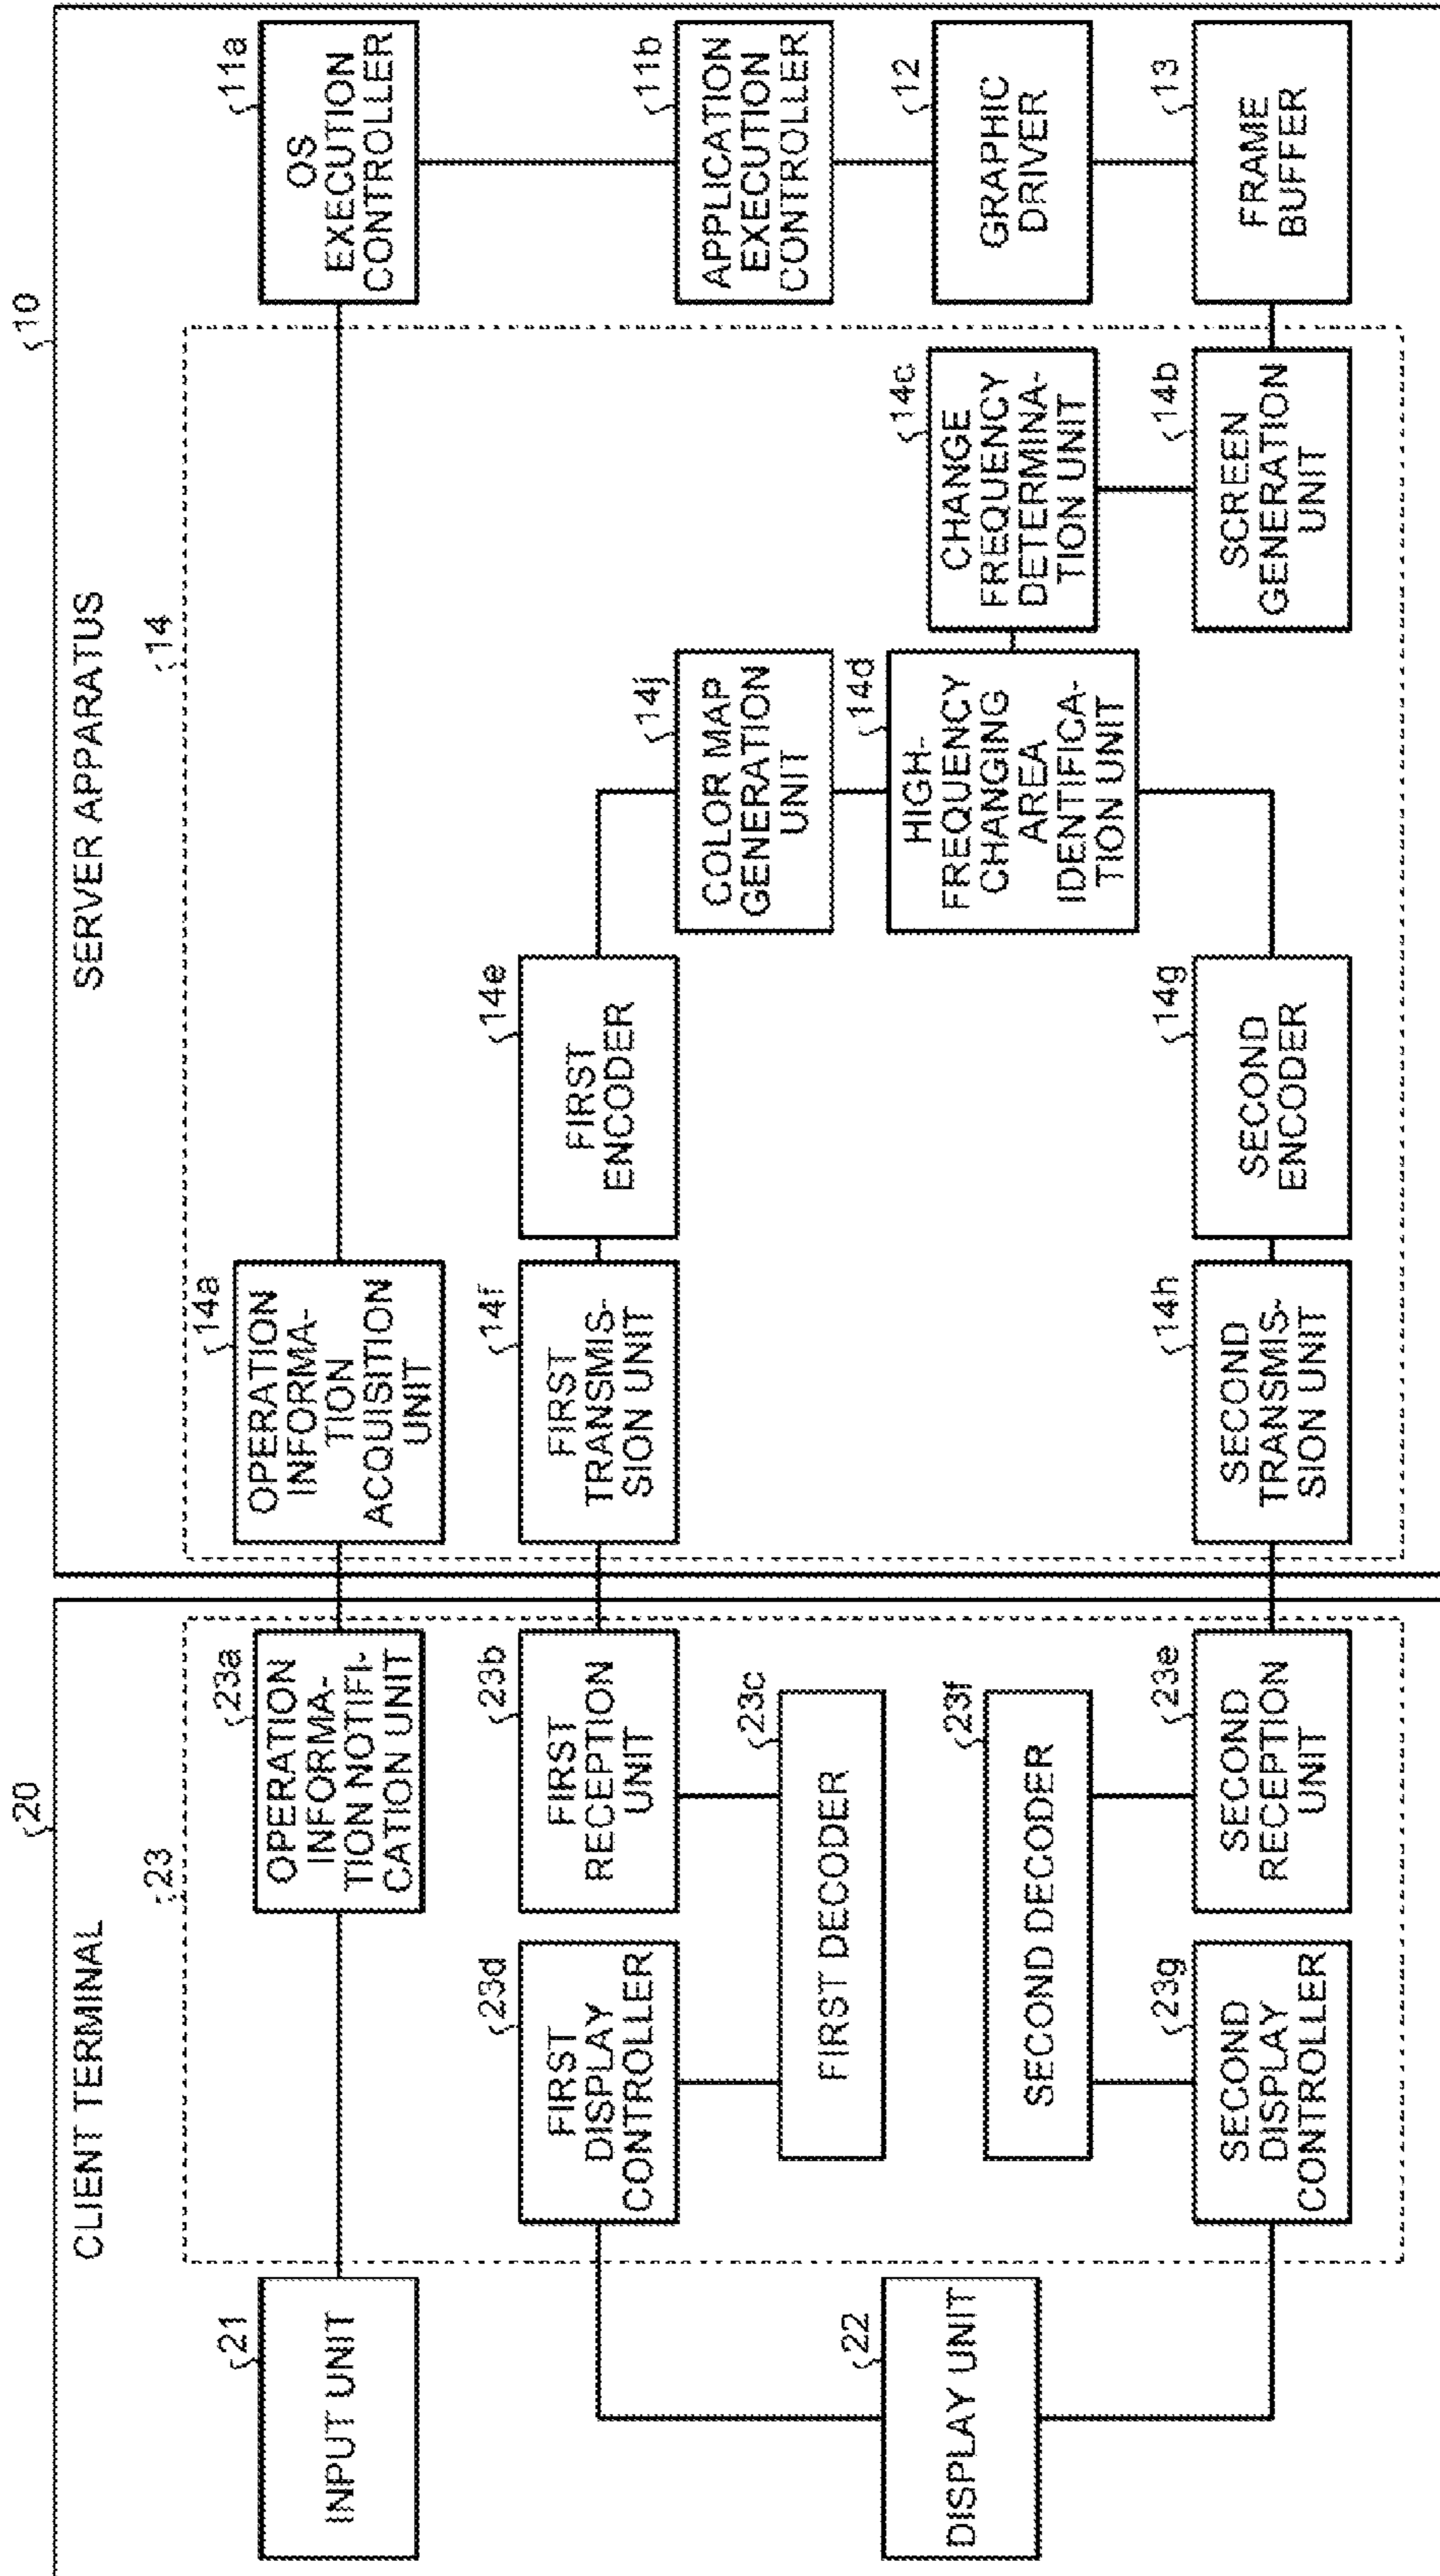 20
CLIENT TERMINAL
23
21
INPUT UNIT
23a
OPERATION
INFORMA-
TION NOTIFI-
CATION UNIT
23d
FIRST
DISPLAY
CONTROLLER
23b
FIRST
RECEPTION
UNIT
23c
FIRST DECODER
22
DISPLAY UNIT
23f
SECOND DECODER
23g
SECOND
DISPLAY
CONTROLLER
23e
SECOND
RECEPTION
UNIT
10
SERVER APPARATUS
14
14a
OPERATION
INFORMA-
TION
ACQUISITION
UNIT
11a
OS
EXECUTION
CONTROLLER
14f
FIRST
TRANSMIS-
SION UNIT
14e
FIRST
ENCODER
14j
COLOR MAP
GENERATION
UNIT
11b
APPLICATION
EXECUTION
CONTROLLER
14d
HIGH-
FREQUENCY
CHANGING
AREA
IDENTIFICA-
TION UNIT
14c
CHANGE
FREQUENCY
DETERMINA-
TION UNIT
12
GRAPHIC
DRIVER
14h
SECOND
TRANSMIS-
SION UNIT
14g
SECOND
ENCODER
14b
SCREEN
GENERATION
UNIT
13
FRAME
BUFFER